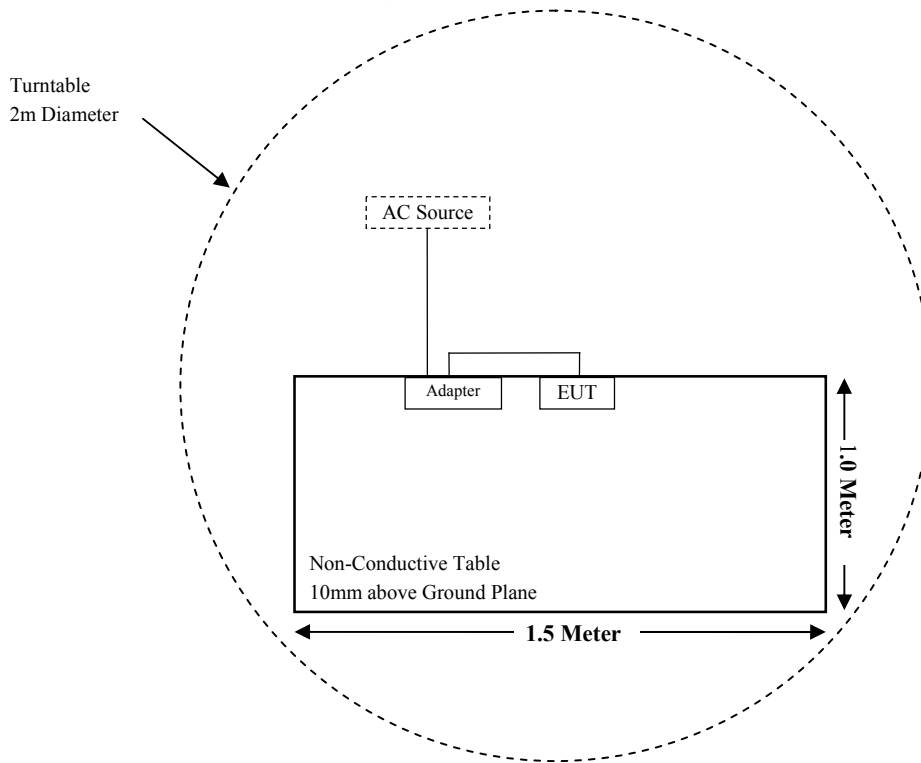 Turntable
2m Diameter
AC Source
Adapter
EUT
1.0 Meter
Non-Conductive Table
10mm above Ground Plane
1.5 Meter